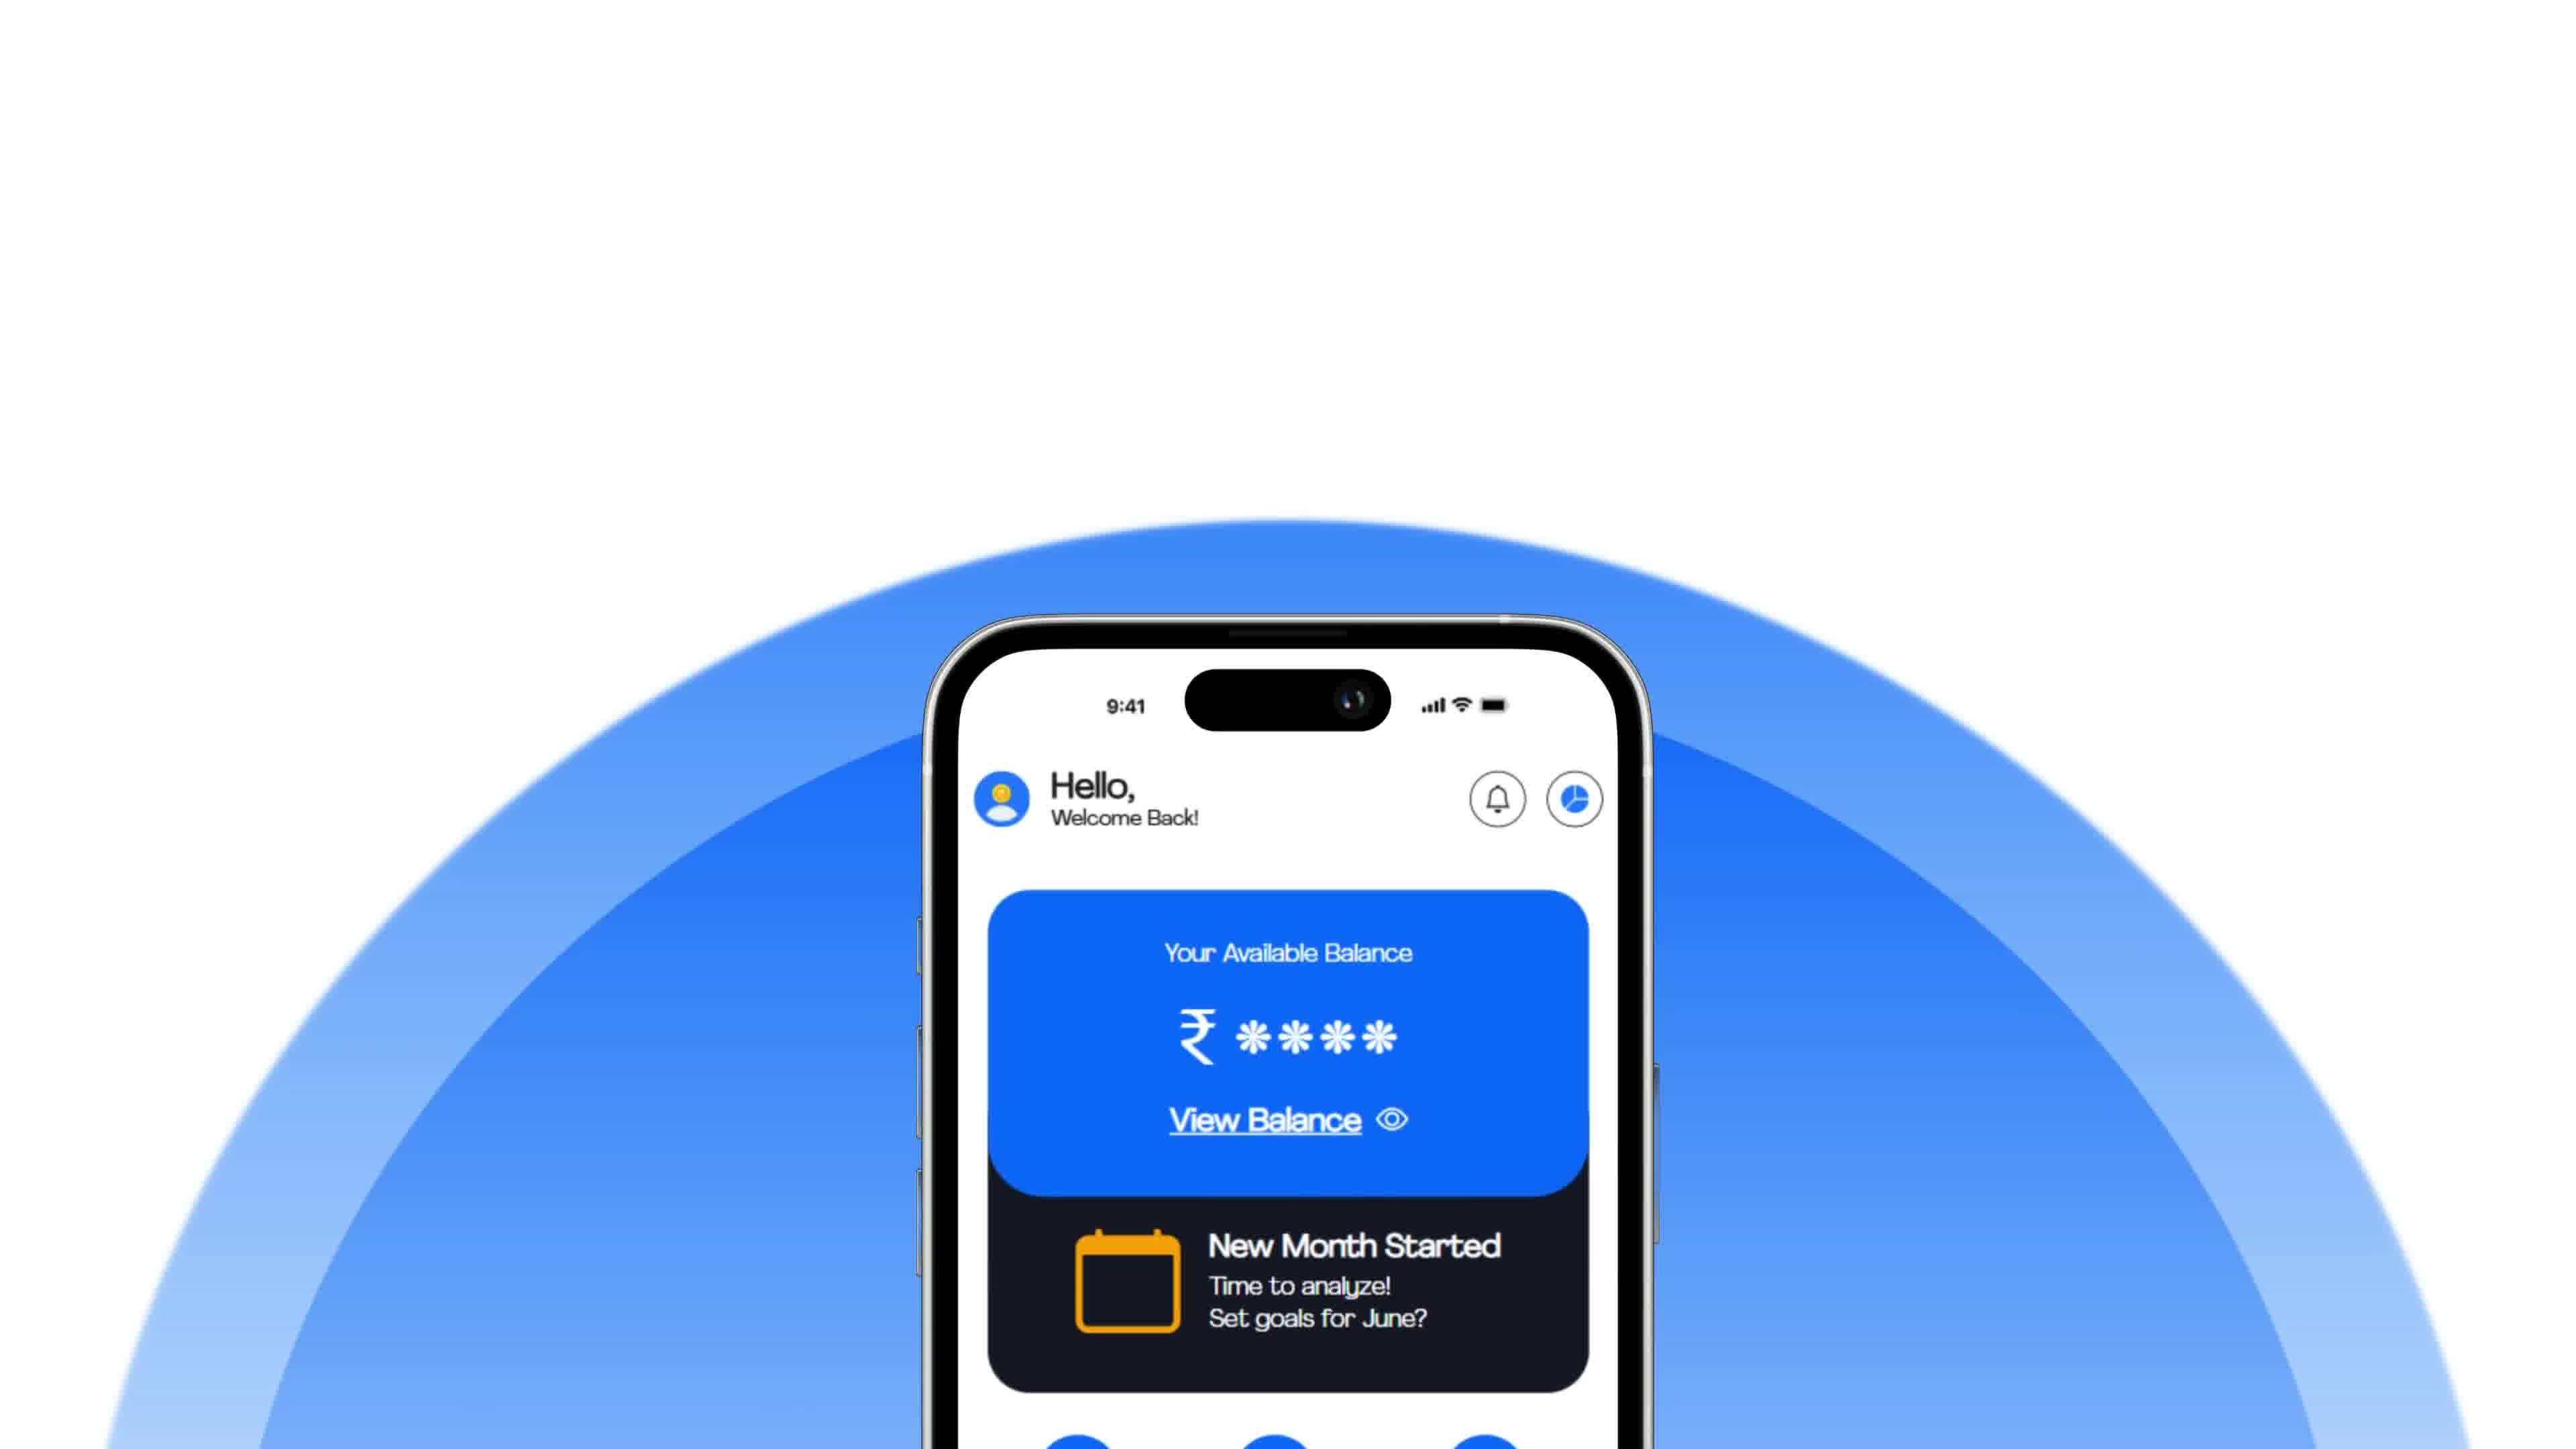 9:41
Hello,
Welcome Back!
Your Available Balance
₹ ****
View Balance
New Month Started
Time to analyze!
Set goals for June?